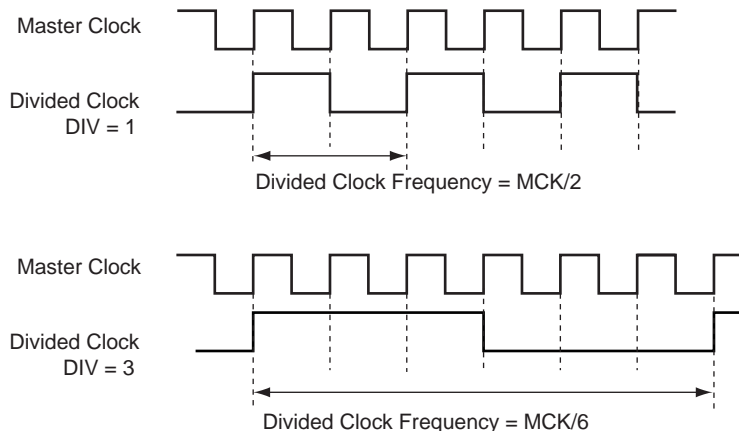 Master Clock
Divided Clock
DIV = 1
Divided Clock Frequency = MCK/2
Master Clock
Divided Clock
DIV = 3
Divided Clock Frequency = MCK/6